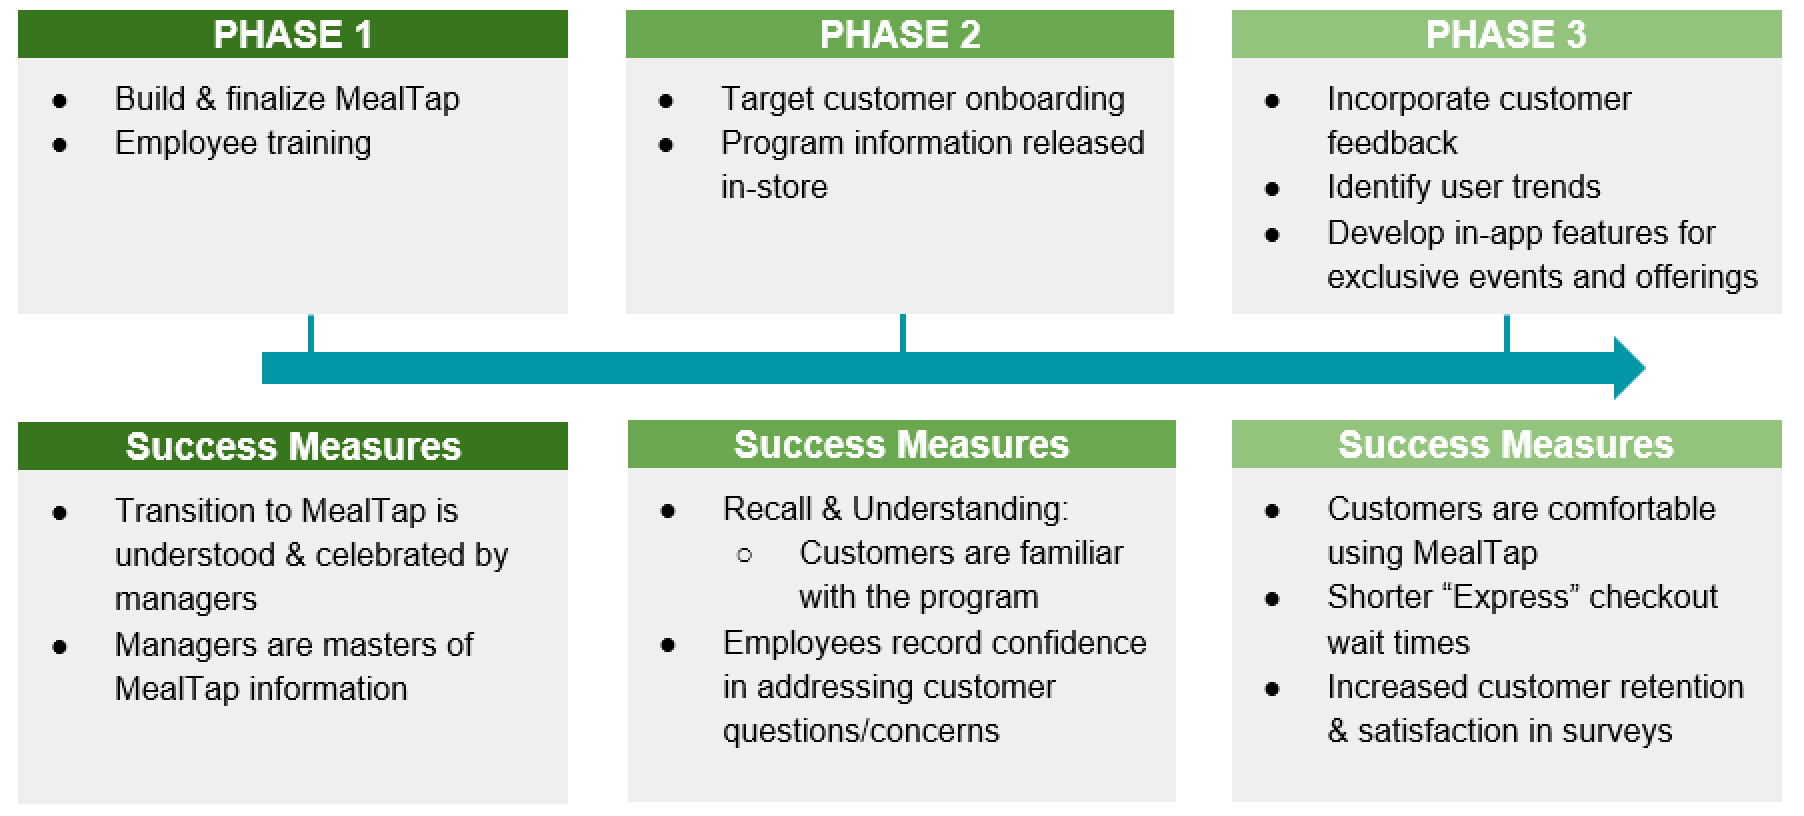 PHASE 1
● Build & finalize MealTap
● Employee training
PHASE 2
● Target customer onboarding
● Program information released
in-store
PHASE 3
● Incorporate customer
feedback
● Identify user trends
● Develop in-app features for
exclusive events and offerings
Success Measures
● Transition to MealTap is
understood & celebrated by
managers
● Managers are masters of
MealTap information
Success Measures
● Recall & Understanding:
○ Customers are familiar
with the program
● Employees record confidence
in addressing customer
questions/concerns
Success Measures
● Customers are comfortable
using MealTap
● Shorter “Express” checkout
wait times
● Increased customer retention
& satisfaction in surveys